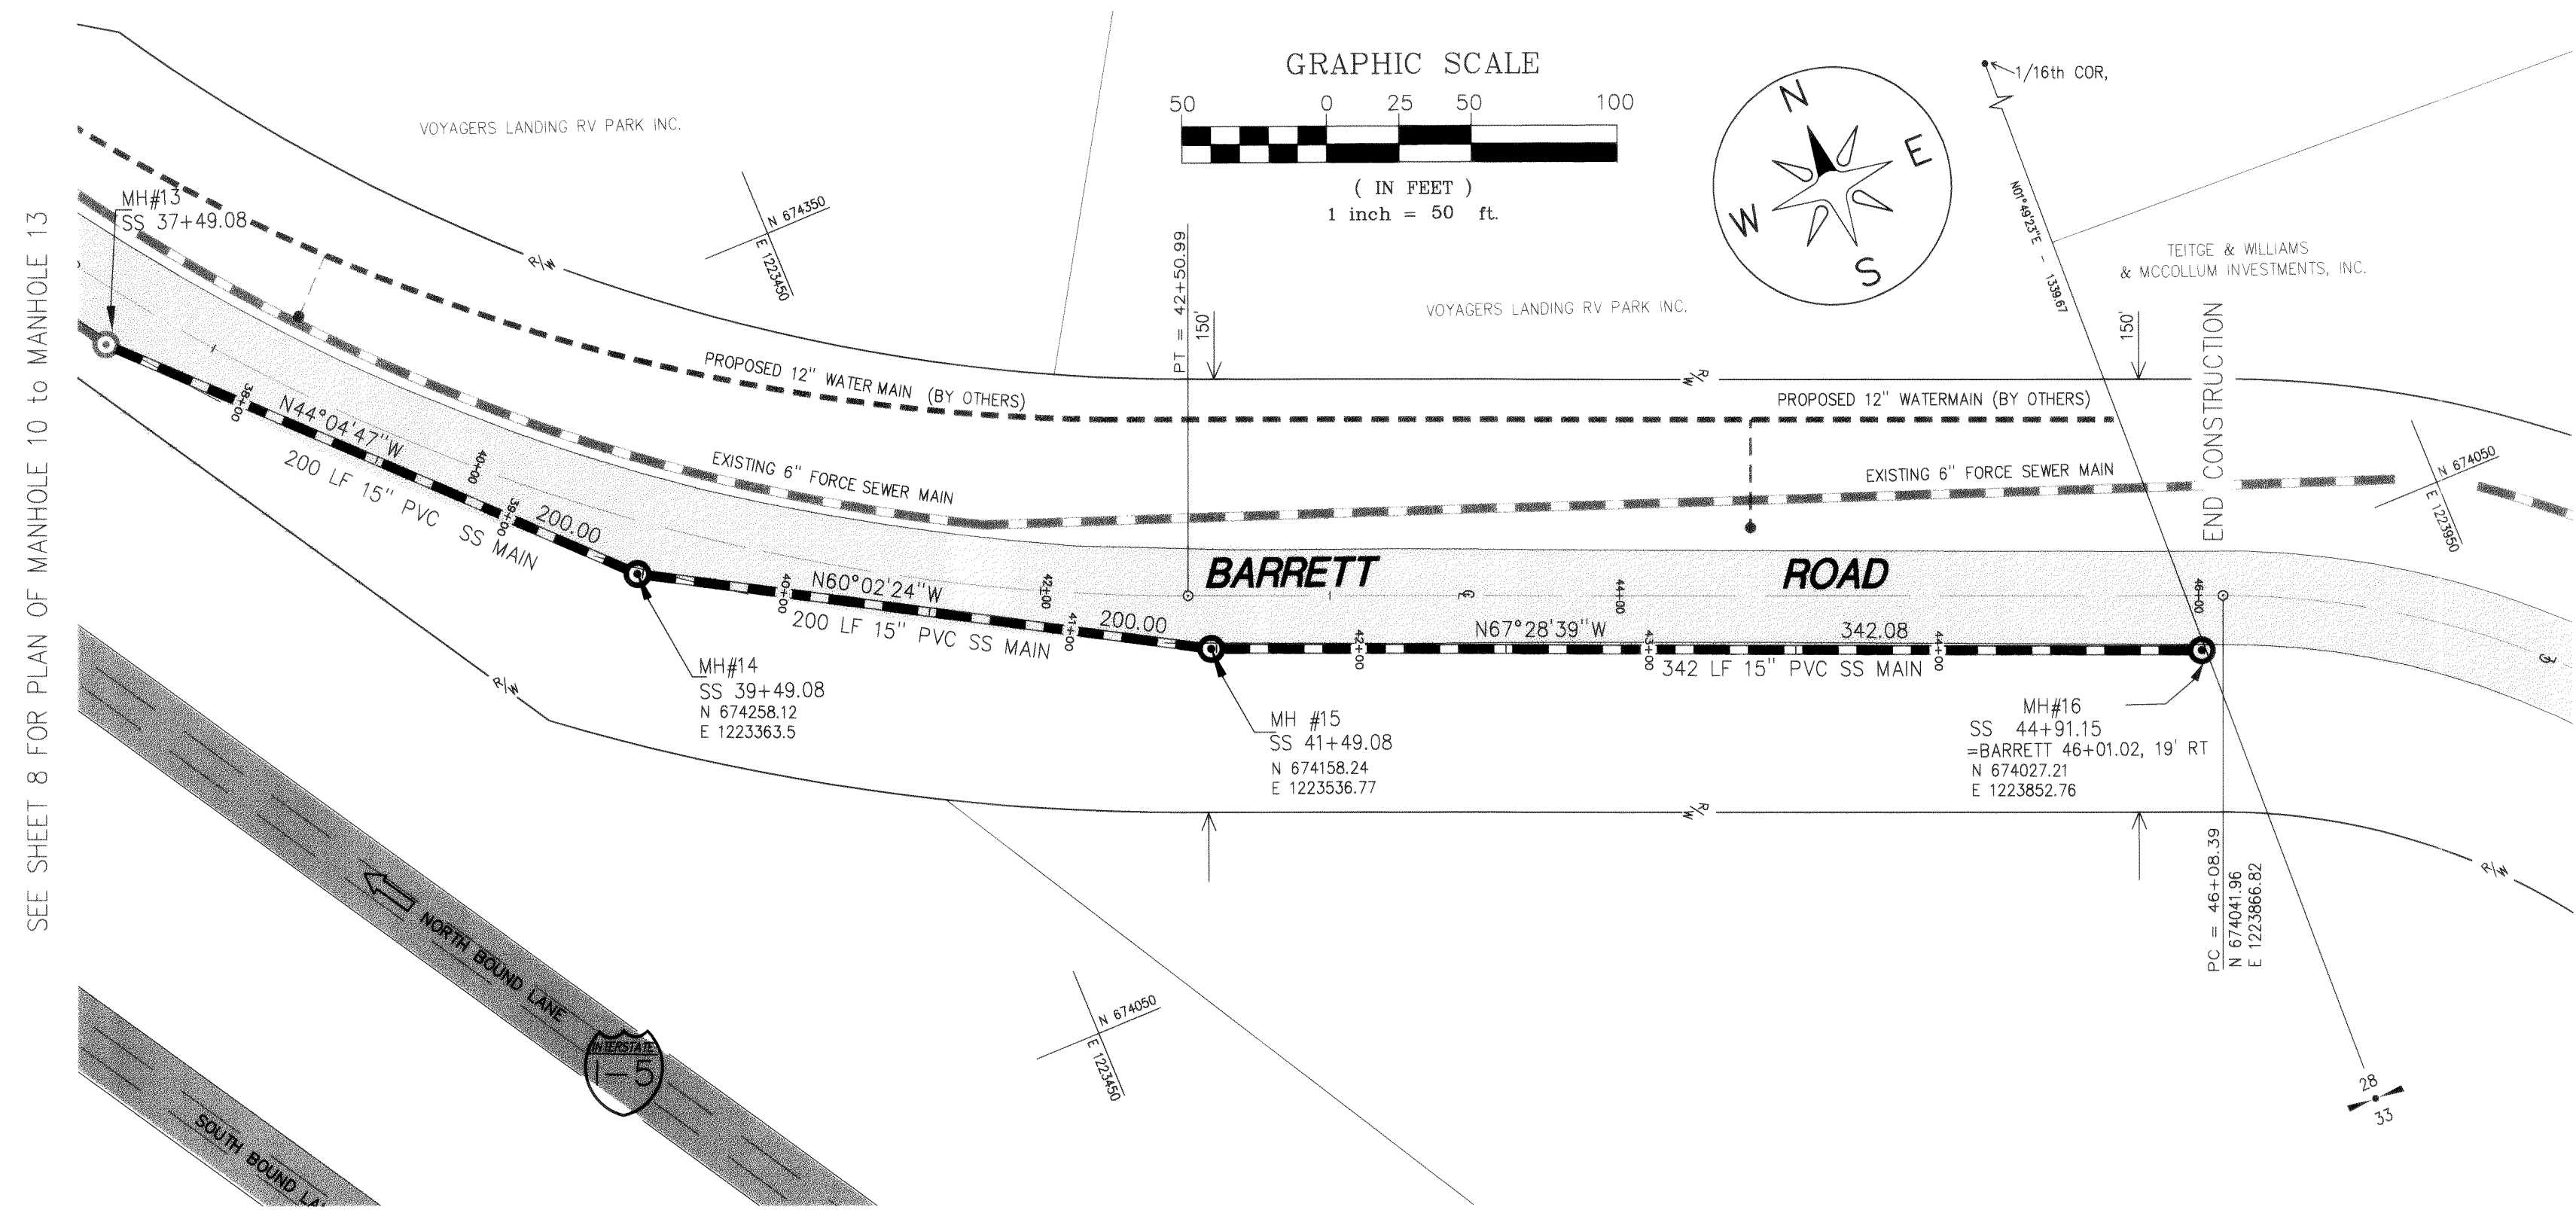 GRAPHIC SCALE
50 0 25 50 100
( IN FEET )
1 inch = 50 ft.
N
E
S
W
1/16th COR,
N01°49'23"E - 1339.67
VOYAGERS LANDING RV PARK INC.
N 674350
E 1223450
SEE SHEET 8 FOR PLAN OF MANHOLE 10 to MANHOLE 13
MH#13
SS 37+49.08
R/W
PT = 42+50.99
150'
VOYAGERS LANDING RV PARK INC.
TEITGE & WILLIAMS
& MCCOLLUM INVESTMENTS, INC.
150'
END CONSTRUCTION
PROPOSED 12" WATER MAIN (BY OTHERS)
R/W
PROPOSED 12" WATERMAIN (BY OTHERS)
EXISTING 6" FORCE SEWER MAIN
EXISTING 6" FORCE SEWER MAIN
N 674050
E 1223950
38+00
N44°04'47"W
200 LF 15" PVC SS MAIN
40+00
39+00
200.00
BARRETT ROAD
40+00
N60°02'24"W
200 LF 15" PVC SS MAIN
42+00
41+00
200.00
42+00
N67°28'39"W
44+00
43+00
342.08
342 LF 15" PVC SS MAIN
44+00
46+00
MH#14
SS 39+49.08
N 674258.12
E 1223363.5
MH #15
SS 41+49.08
N 674158.24
E 1223536.77
MH#16
SS 44+91.15
=BARRETT 46+01.02, 19' RT
N 674027.21
E 1223852.76
R/W
R/W
R/W
PC = 46+08.39
N 674041.96
E 1223866.82
NORTH BOUND LANE
INTERSTATE
I-5
SOUTH BOUND LA
N 674050
E 1223450
28
33